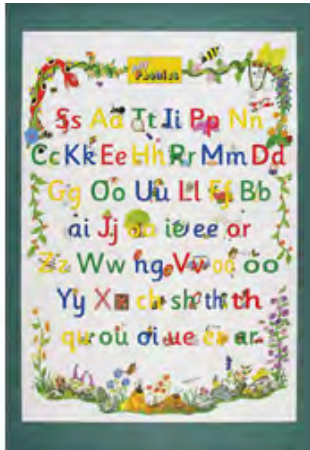 Phonics
Ss Aa Tt Ii Pp Nn
Cc Kk Ee Hh Rr Mm Dd
Gg Oo Uu Ll Ff Bb
ai Jj oa ie ee or
Zz Ww ng Vv oo oo
Yy Xx ch sh th th
qu ou oi ue er ar